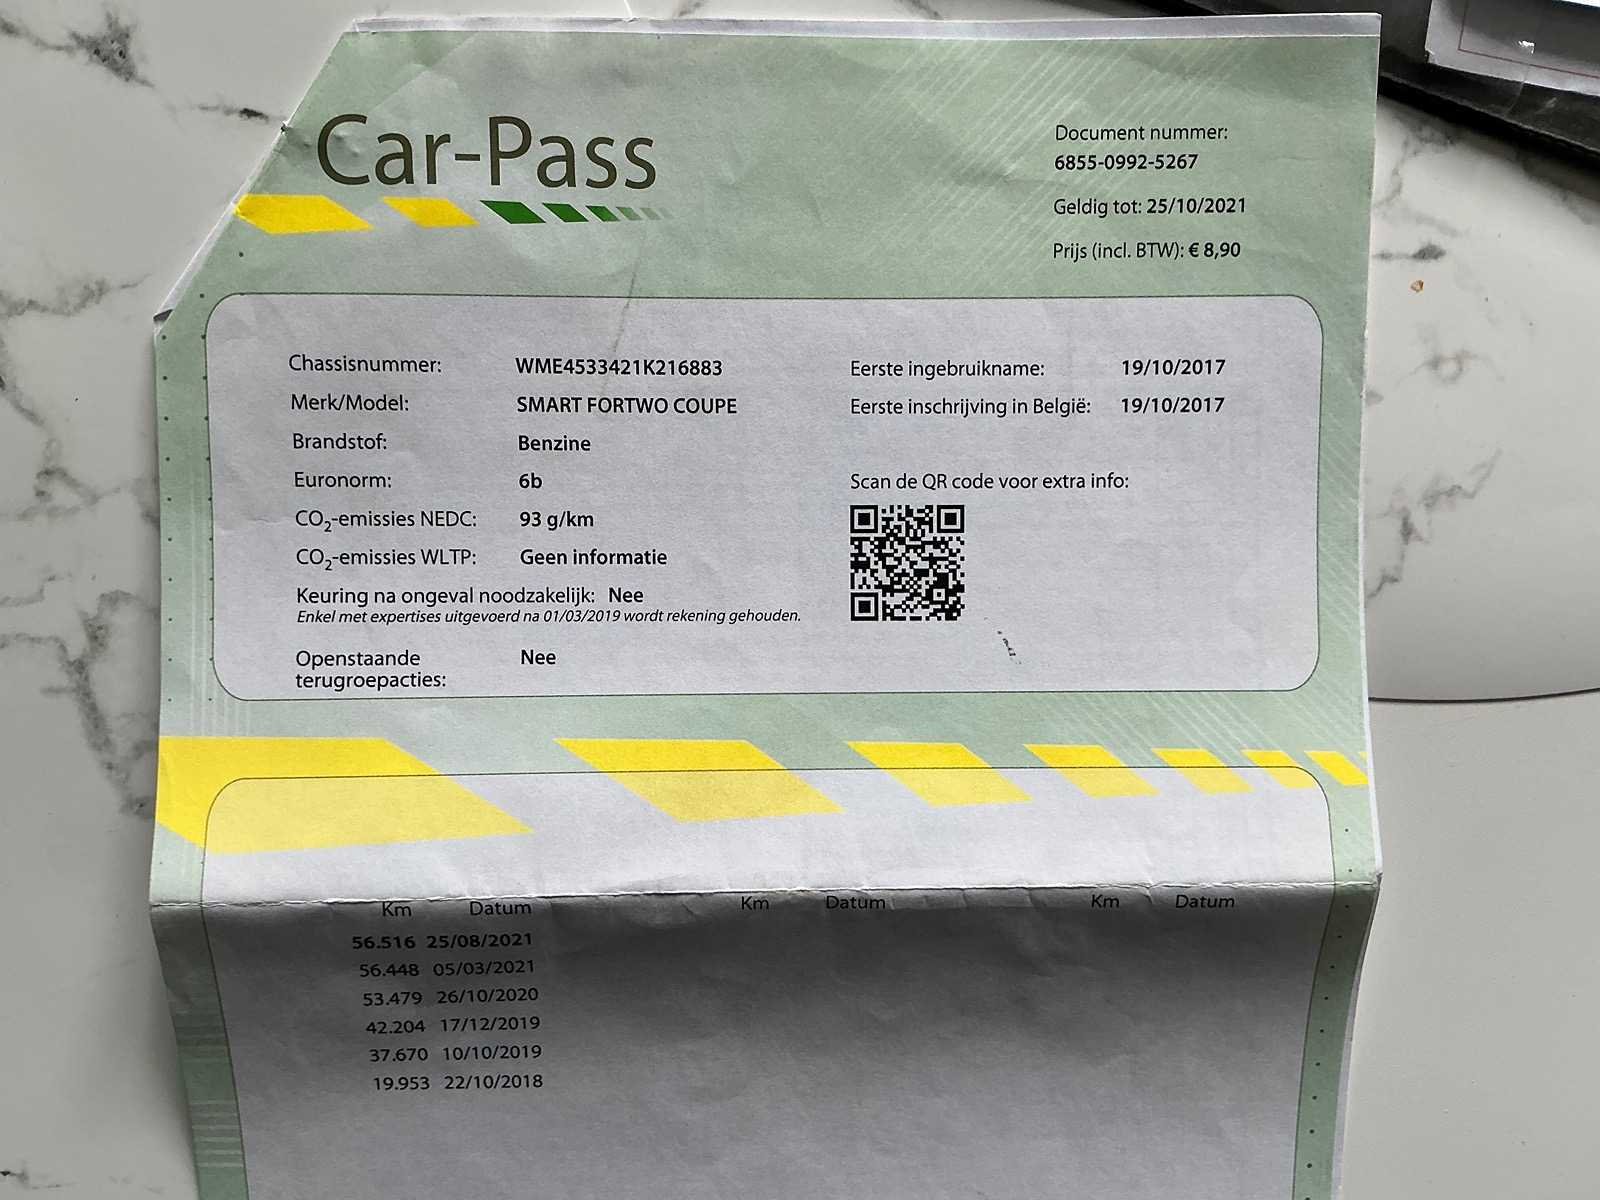 Car-Pass
Document nummer:
6855-0992-5267
Geldig tot: 25/10/2021
Prijs (incl. BTW): € 8,90
Chassisnummer: WME4533421K216883
Merk/Model: SMART FORTWO COUPE
Brandstof: Benzine
Euronorm: 6b
CO2-emissies NEDC: 93 g/km
CO2-emissies WLTP: Geen informatie
Keuring na ongeval noodzakelijk: Nee
Enkel met expertises uitgevoerd na 01/03/2019 wordt rekening gehouden.
Openstaande terugroepacties: Nee
Eerste ingebruikname: 19/10/2017
Eerste inschrijving in België: 19/10/2017
Scan de QR code voor extra info:
Km Datum Km Datum Km Datum
56.516 25/08/2021
56.448 05/03/2021
53.479 26/10/2020
42.204 17/12/2019
37.670 10/10/2019
19.953 22/10/2018